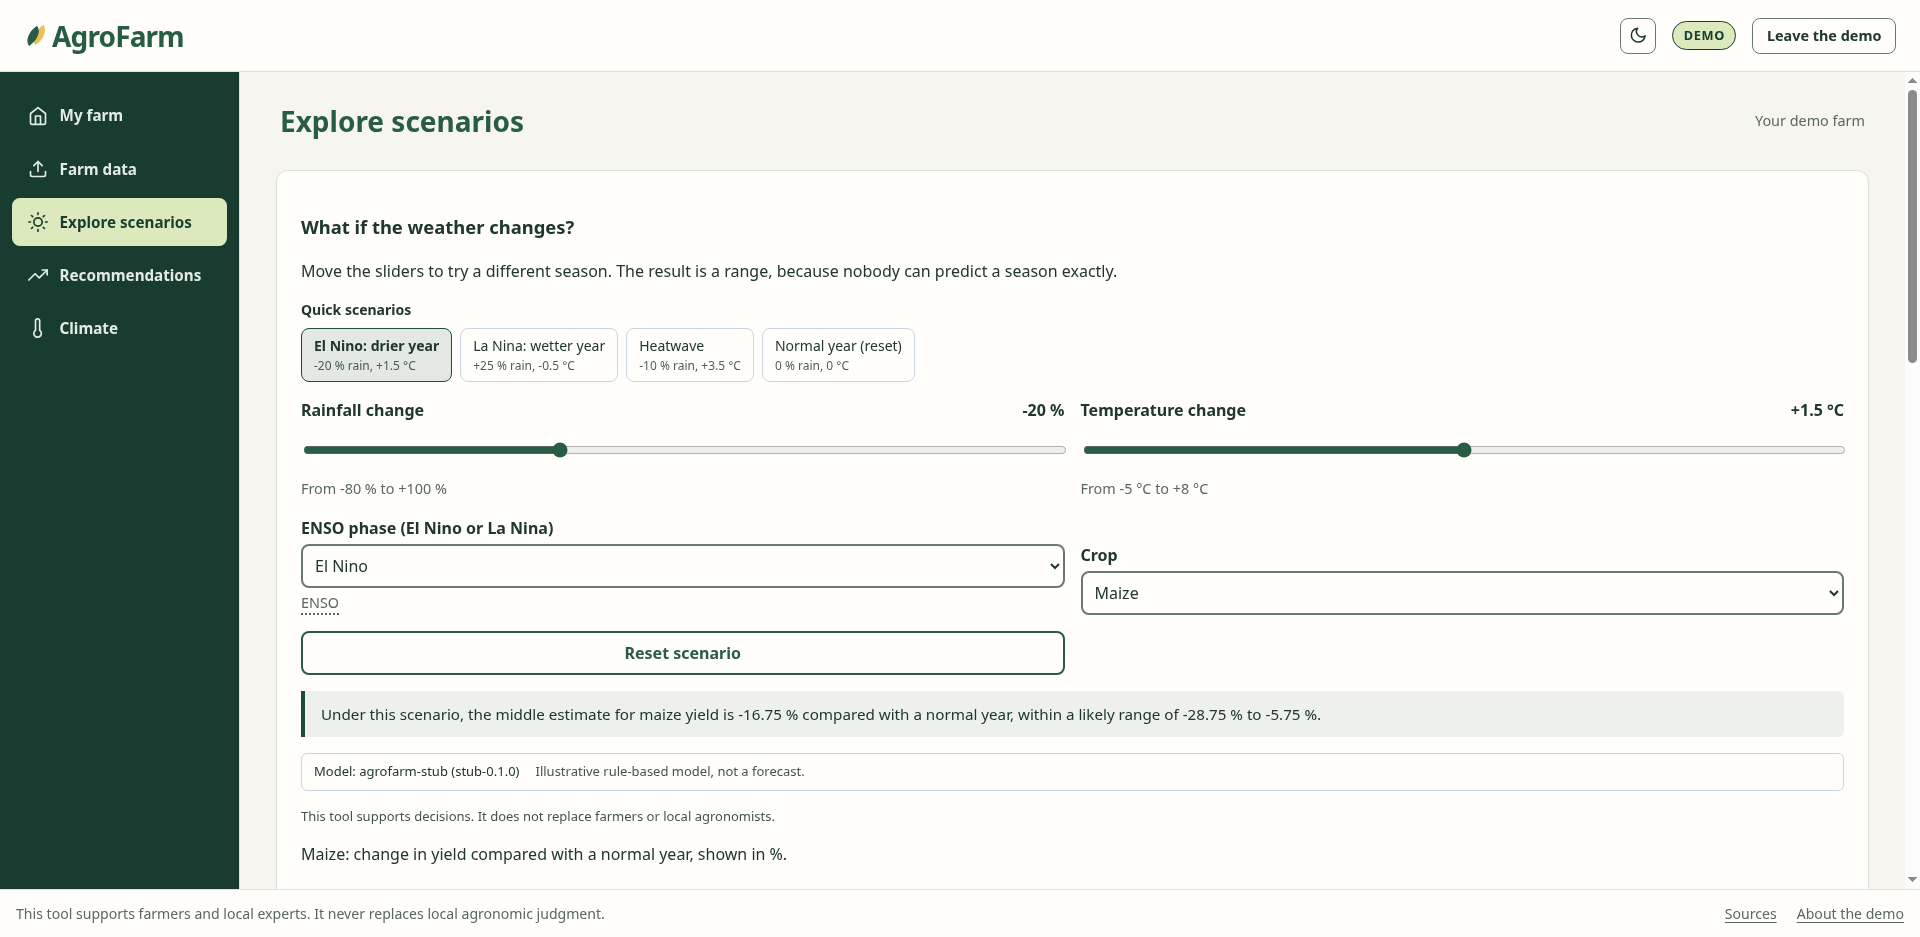 AgroFarm
DEMO
Leave the demo
My farm
Farm data
Explore scenarios
Recommendations
Climate
Explore scenarios
Your demo farm
What if the weather changes?
Move the sliders to try a different season. The result is a range, because nobody can predict a season exactly.
Quick scenarios
El Nino: drier year
-20 % rain, +1.5 °C
La Nina: wetter year
+25 % rain, -0.5 °C
Heatwave
-10 % rain, +3.5 °C
Normal year (reset)
0 % rain, 0 °C
Rainfall change
-20 %
From -80 % to +100 %
Temperature change
+1.5 °C
From -5 °C to +8 °C
ENSO phase (El Nino or La Nina)
El Nino
ENSO
Crop
Maize
Reset scenario
Under this scenario, the middle estimate for maize yield is -16.75 % compared with a normal year, within a likely range of -28.75 % to -5.75 %.
Model: agrofarm-stub (stub-0.1.0) Illustrative rule-based model, not a forecast.
This tool supports decisions. It does not replace farmers or local agronomists.
Maize: change in yield compared with a normal year, shown in %.
This tool supports farmers and local experts. It never replaces local agronomic judgment.
Sources
About the demo